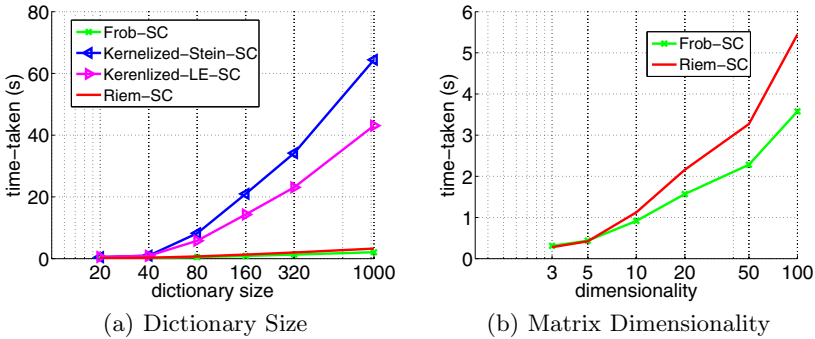 80
60
40
20
0
time−taken (s)
Frob−SC
Kernelized−Stein−SC
Kerenlized−LE−SC
Riem−SC
20 40 80 160 320 1000
dictionary size
(a) Dictionary Size
6
5
4
3
2
1
0
time−taken (s)
Frob−SC
Riem−SC
3 5 10 20 50 100
dimensionality
(b) Matrix Dimensionality